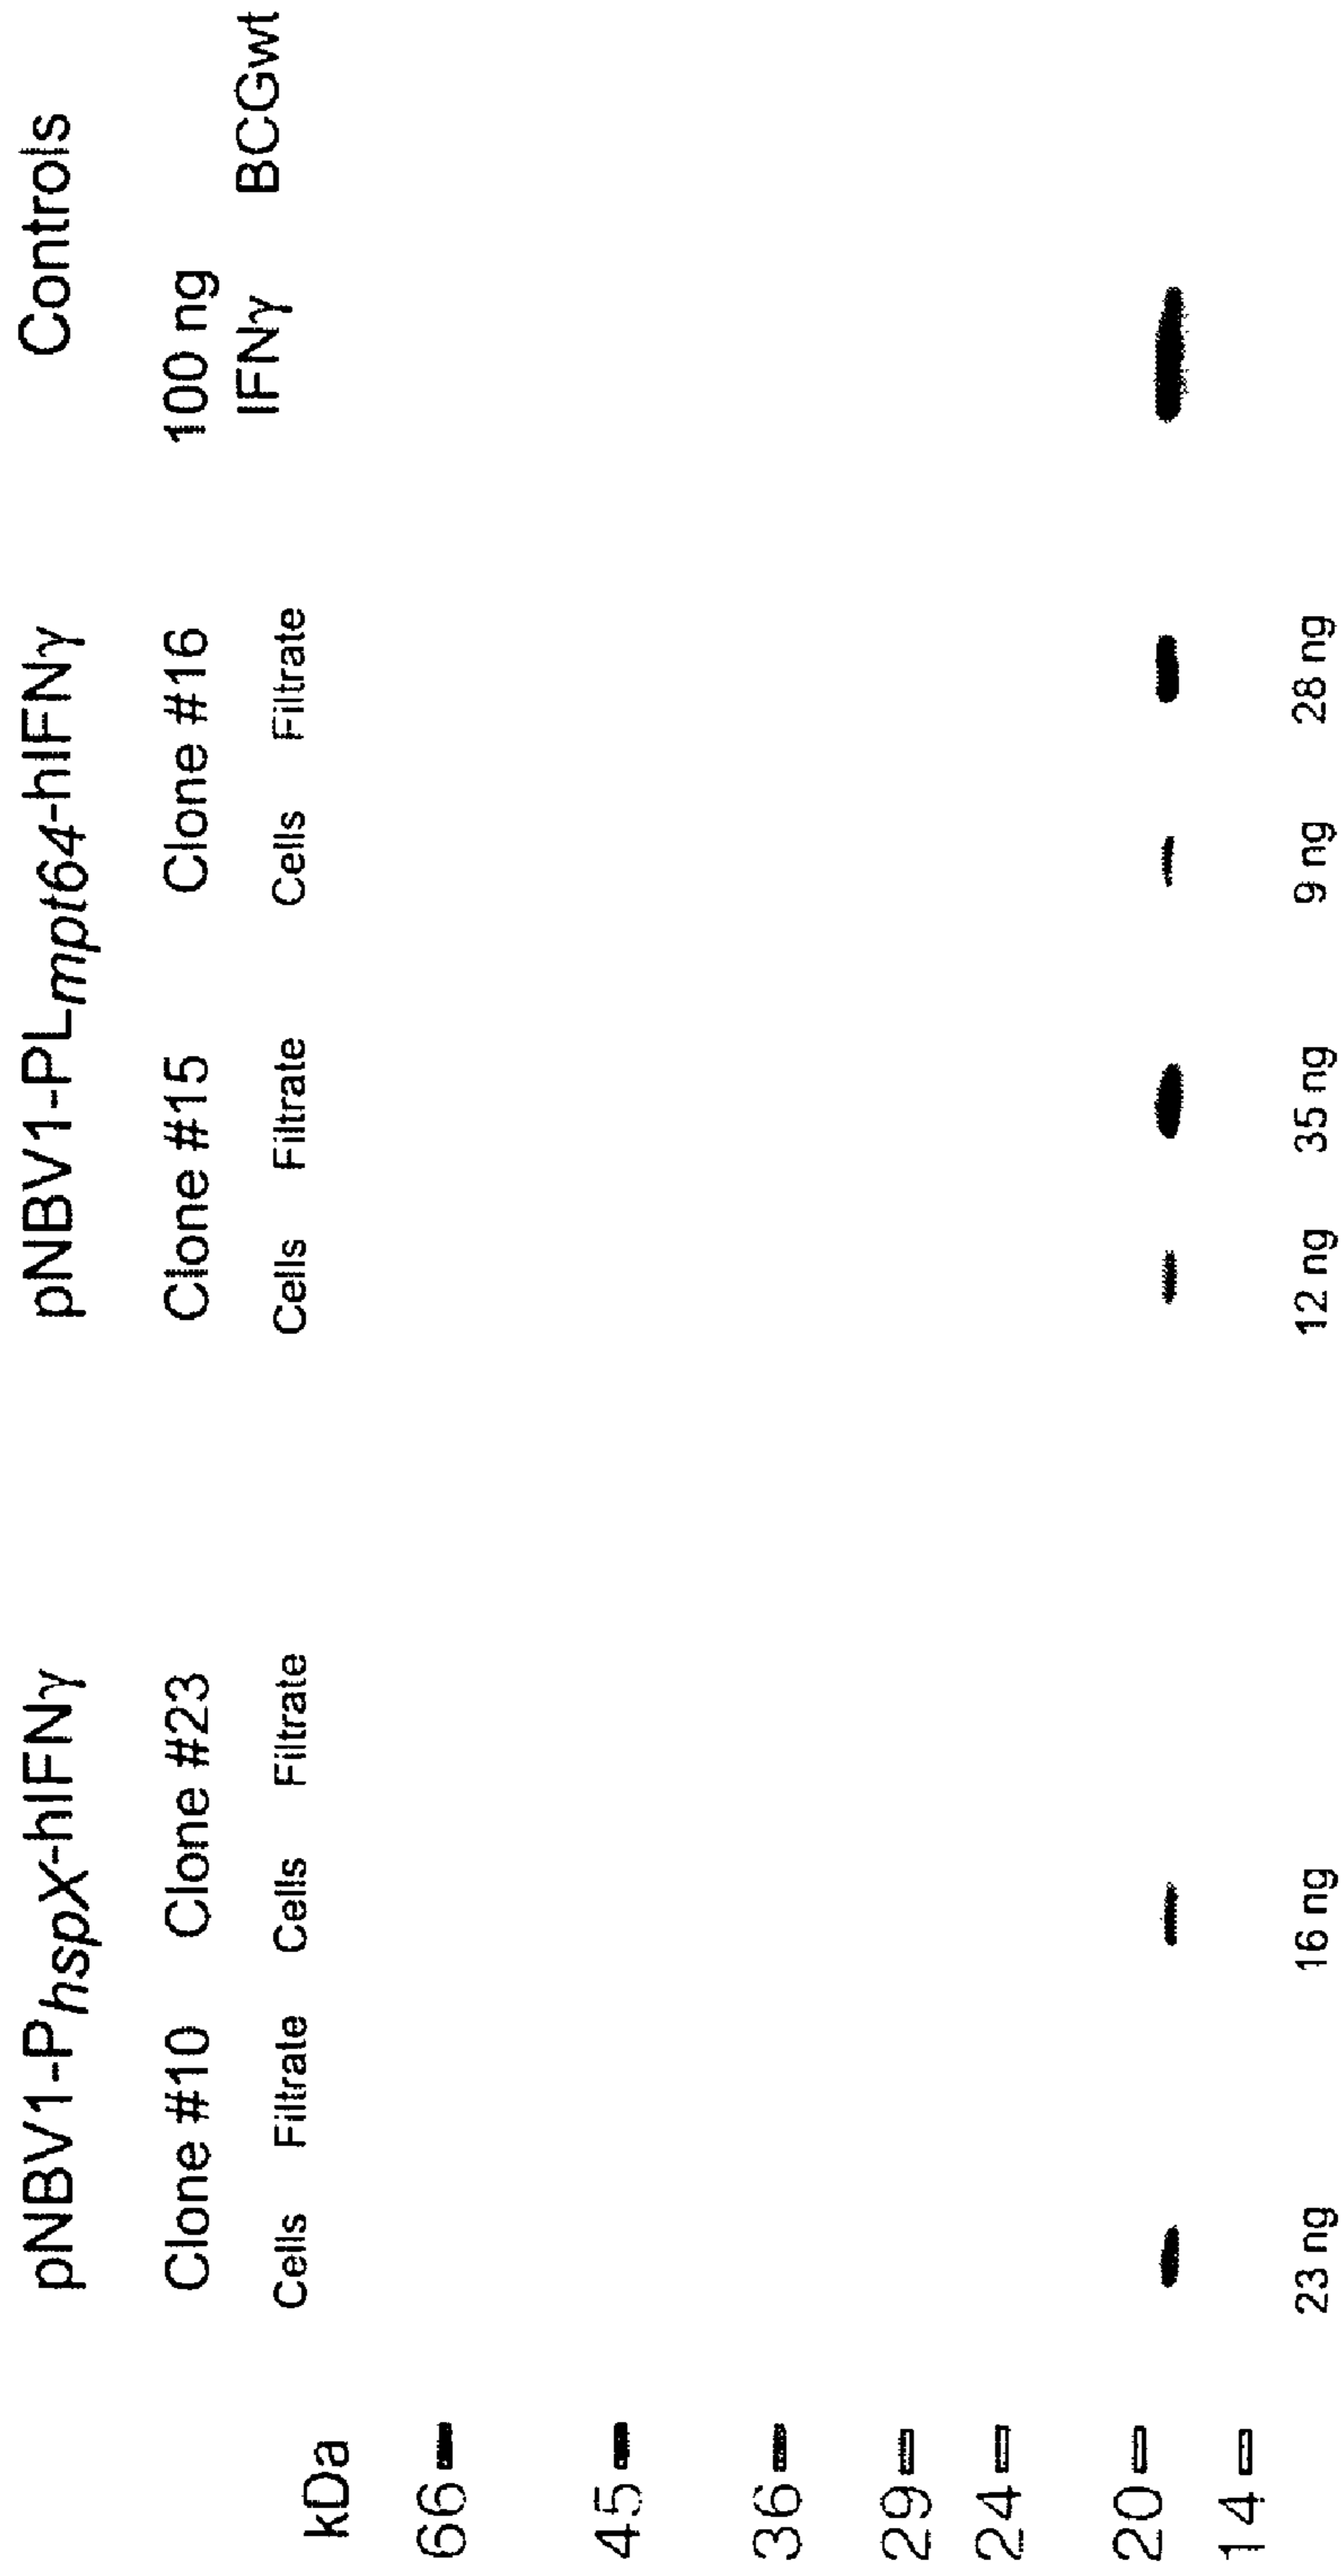 pNBV1-PhspX-hIFNγ pNBV1-PLmpt64-hIFNγ Controls
Clone #10 Clone #23 Clone #15 Clone #16 100 ng
IFNγ BCGwt
kDa Cells Filtrate Cells Filtrate Cells Filtrate Cells Filtrate
66
45
36
29
24
20
14
23 ng 16 ng 12 ng 35 ng 9 ng 28 ng